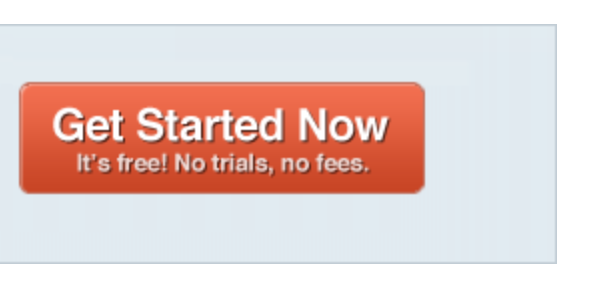 Get Started Now
It's free! No trials, no fees.